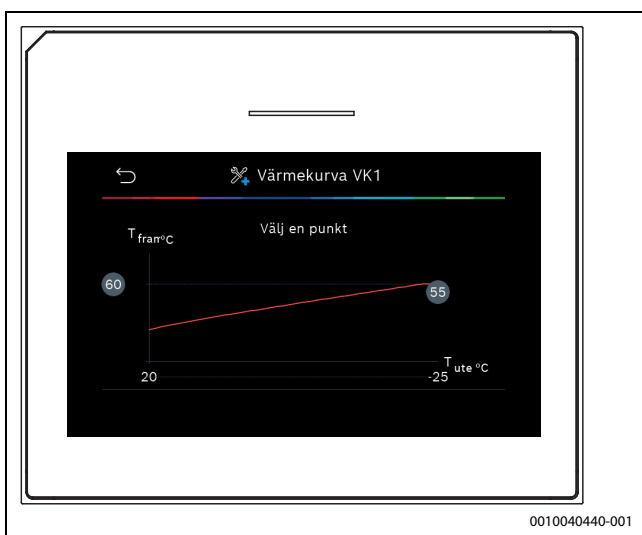 Värmekurva VK1
Välj en punkt
T fram°C
60
55
T ute °C
20
-25
0010040440-001